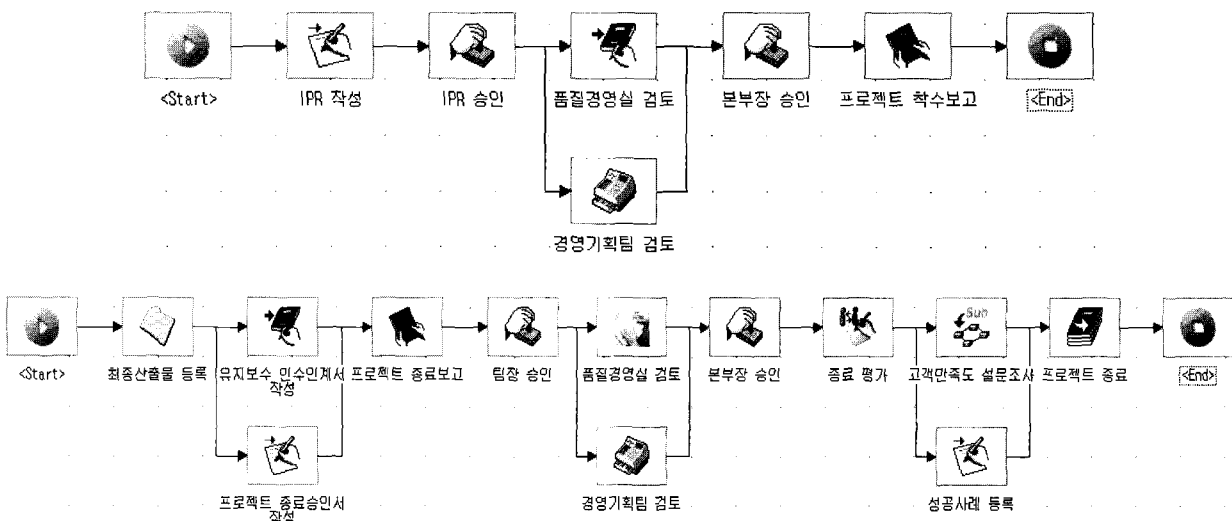 <Start>
IPR 작성
IPR 승인
품질경영실 검토
본부장 승인
프로젝트 착수보고
<End>
경영기획팀 검토
Sub
<Start>
최종산출물 등록
유지보수 인수인계서
작성
프로젝트 종료보고
팀장 승인
품질경영실 검토
본부장 승인
종료 평가
고객만족도 설문조사
프로젝트 종료
<End>
프로젝트 종료승인서
작성
경영기획팀 검토
성공사례 등록